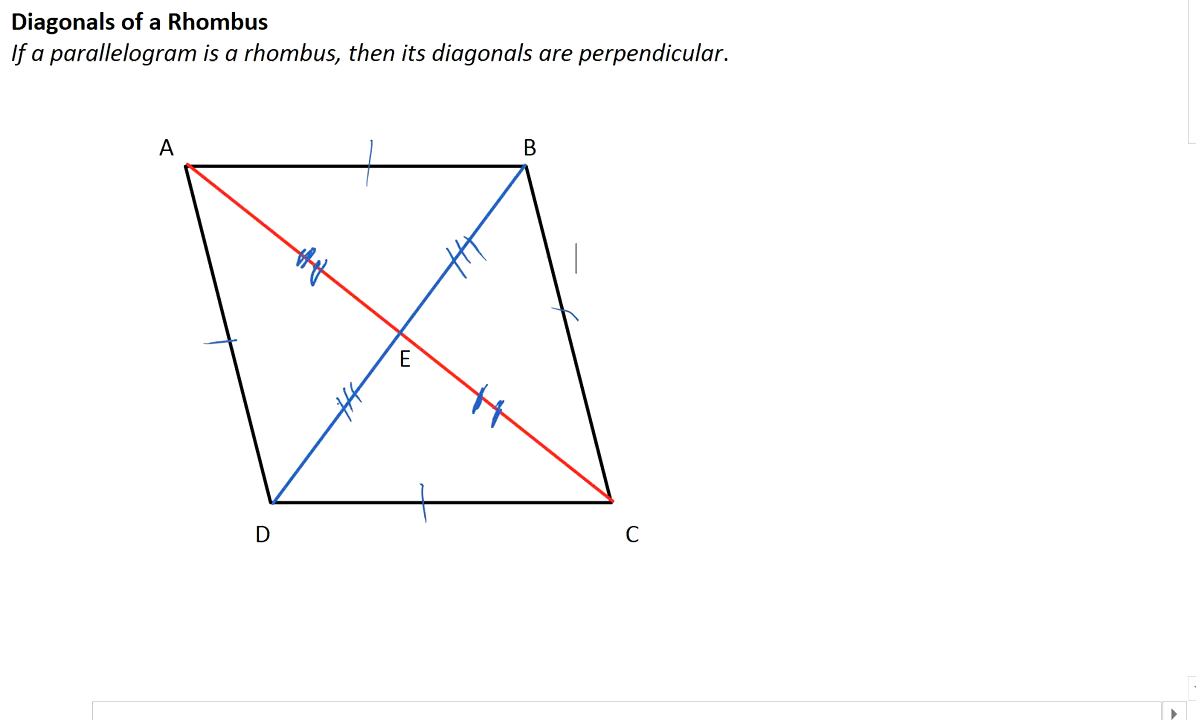 Diagonals of a Rhombus
If a parallelogram is a rhombus, then its diagonals are perpendicular.
A
B
E
D
C